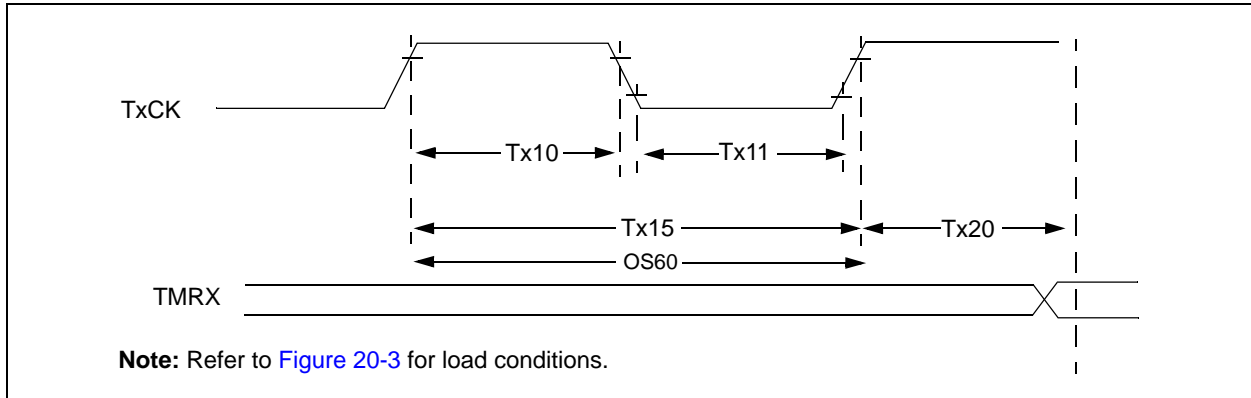 TxCK
Tx10
Tx11
Tx15
Tx20
OS60
TMRX
Note: Refer to Figure 20-3 for load conditions.